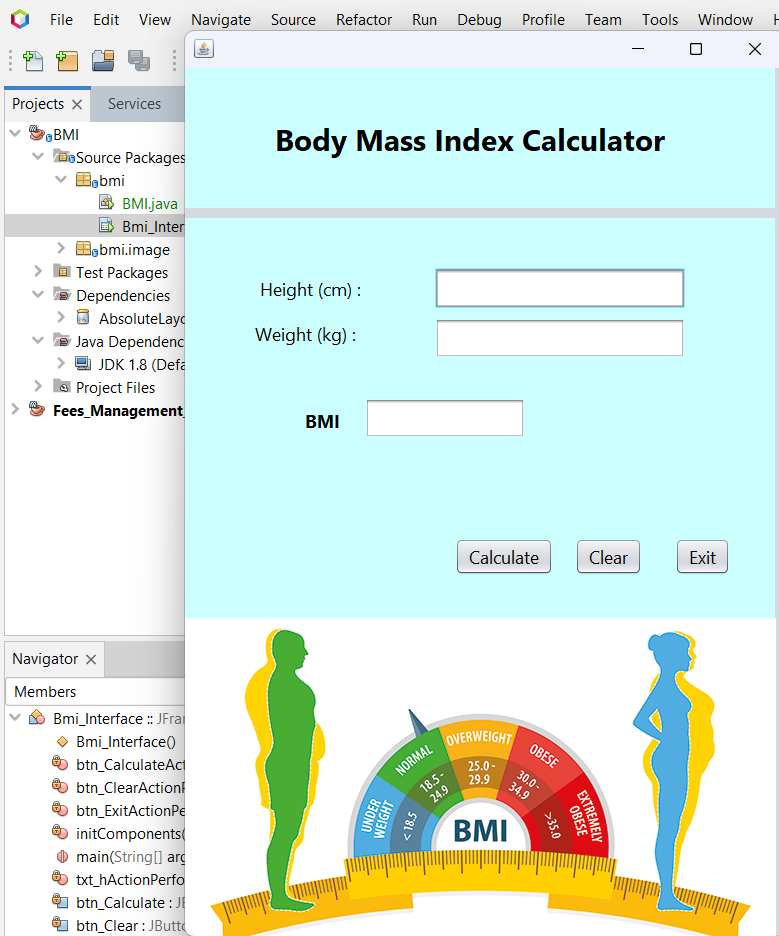 File Edit View Navigate Source Refactor Run Debug Profile Team Tools Window H
Projects
Services
BMI
Source Packages
bmi
BMI.java
Bmi_Inter
bmi.image
Test Packages
Dependencies
AbsoluteLayo
Java Dependenc
JDK 1.8 (Defa
Project Files
Fees_Management_
Body Mass Index Calculator
Height (cm) :
Weight (kg) :
BMI
Calculate
Clear
Exit
Navigator
Members
Bmi_Interface :: JFra
Bmi_Interface()
btn_CalculateAct
btn_ClearActionP
btn_ExitActionPe
initComponents(
main(String[] arg
txt_hActionPerfo
btn_Calculate : JB
btn_Clear : JButto
UNDER
WEIGHT
< 18.5
NORMAL
18.5 -
24.9
OVERWEIGHT
25.0 -
29.9
OBESE
30.0 -
34.9
EXTREMELY
OBESE
>35.0
BMI